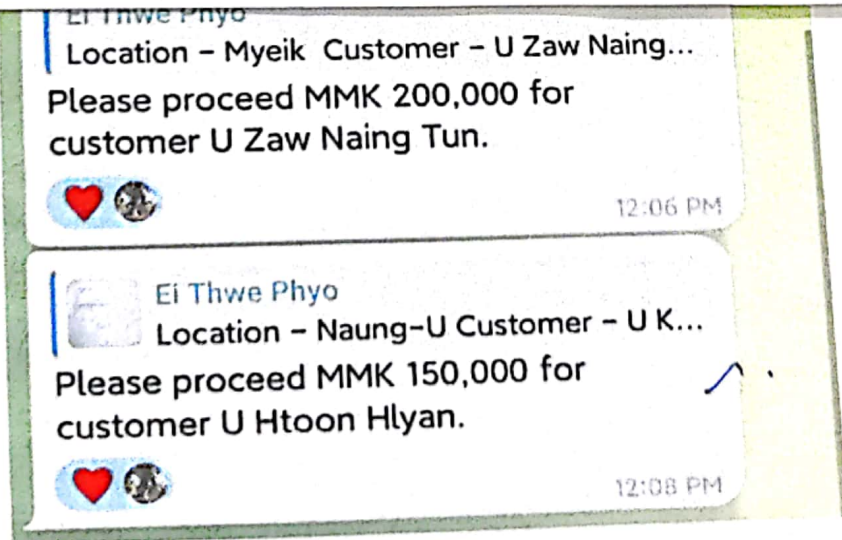 Ei Thwe Phyo
Location – Myeik Customer – U Zaw Naing...
Please proceed MMK 200,000 for
customer U Zaw Naing Tun.
12:06 PM
Ei Thwe Phyo
Location – Naung-U Customer – U K...
Please proceed MMK 150,000 for
customer U Htoon Hlyan.
12:08 PM